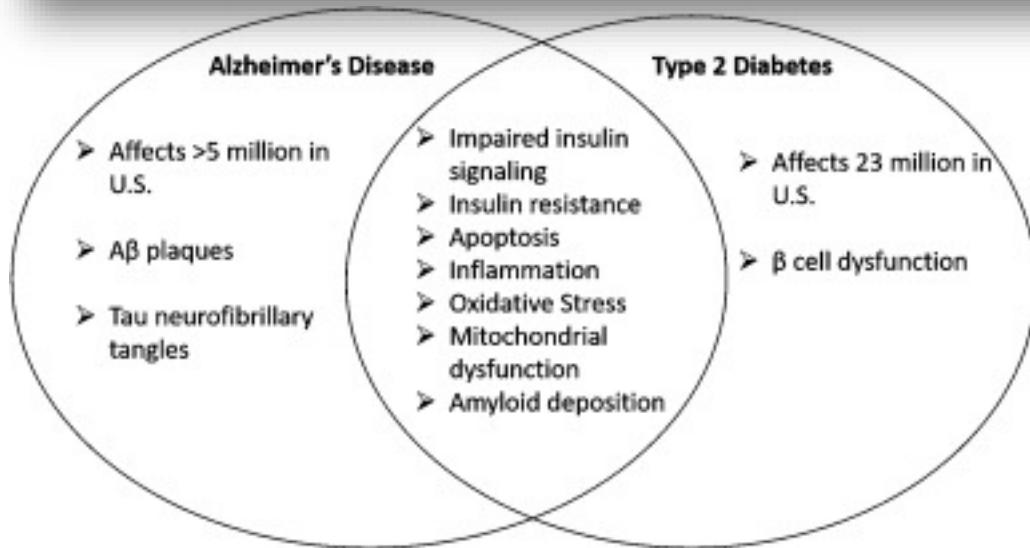 Alzheimer's Disease
➢ Affects >5 million in
U.S.
➢ Aβ plaques
➢ Tau neurofibrillary
tangles
➢ Impaired insulin
signaling
➢ Insulin resistance
➢ Apoptosis
➢ Inflammation
➢ Oxidative Stress
➢ Mitochondrial
dysfunction
➢ Amyloid deposition
Type 2 Diabetes
➢ Affects 23 million in
U.S.
➢ β cell dysfunction